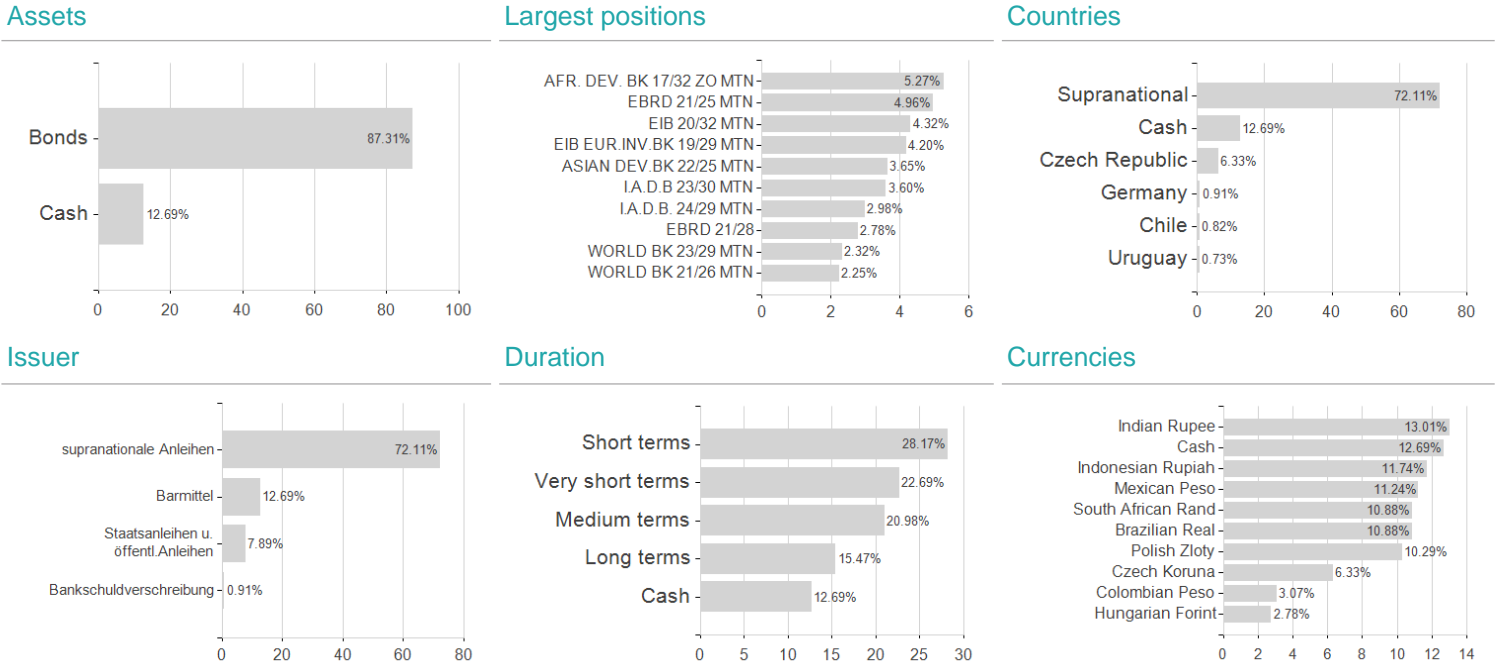 Assets
Bonds
87.31%
Cash
12.69%
0 20 40 60 80 100
Largest positions
AFR. DEV. BK 17/32 ZO MTN
5.27%
EBRD 21/25 MTN
4.96%
EIB 20/32 MTN
4.32%
EIB EUR.INV.BK 19/29 MTN
4.20%
ASIAN DEV.BK 22/25 MTN
3.65%
I.A.D.B 23/30 MTN
3.60%
I.A.D.B. 24/29 MTN
2.98%
EBRD 21/28
2.78%
WORLD BK 23/29 MTN
2.32%
WORLD BK 21/26 MTN
2.25%
0 2 4 6
Countries
Supranational
72.11%
Cash
12.69%
Czech Republic
6.33%
Germany
0.91%
Chile
0.82%
Uruguay
0.73%
0 20 40 60 80
Issuer
supranationale Anleihen
72.11%
Barmittel
12.69%
Staatsanleihen u.
öffentl.Anleihen
7.89%
Bankschuldverschreibung
0.91%
0 20 40 60 80
Duration
Short terms
28.17%
Very short terms
22.69%
Medium terms
20.98%
Long terms
15.47%
Cash
12.69%
0 5 10 15 20 25 30
Currencies
Indian Rupee
13.01%
Cash
12.69%
Indonesian Rupiah
11.74%
Mexican Peso
11.24%
South African Rand
10.88%
Brazilian Real
10.88%
Polish Zloty
10.29%
Czech Koruna
6.33%
Colombian Peso
3.07%
Hungarian Forint
2.78%
0 2 4 6 8 10 12 14